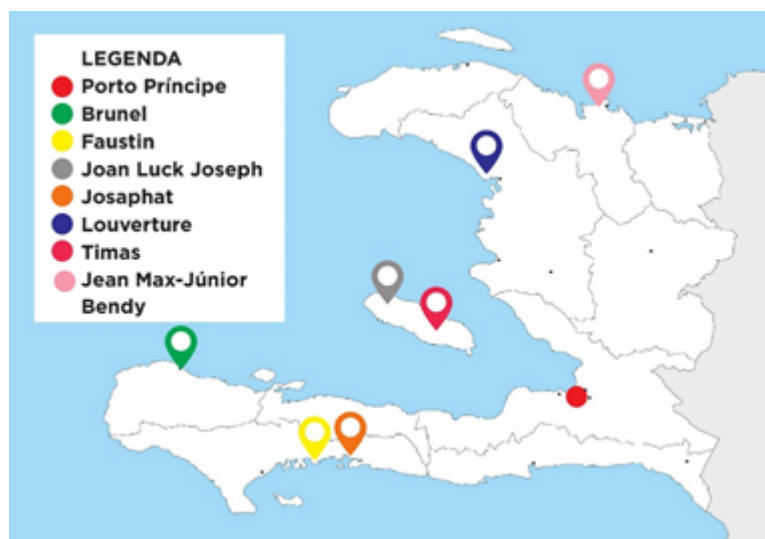 LEGENDA
Porto Príncipe
Brunel
Faustin
Joan Luck Joseph
Josaphat
Louverture
Timas
Jean Max-Júnior
Bendy